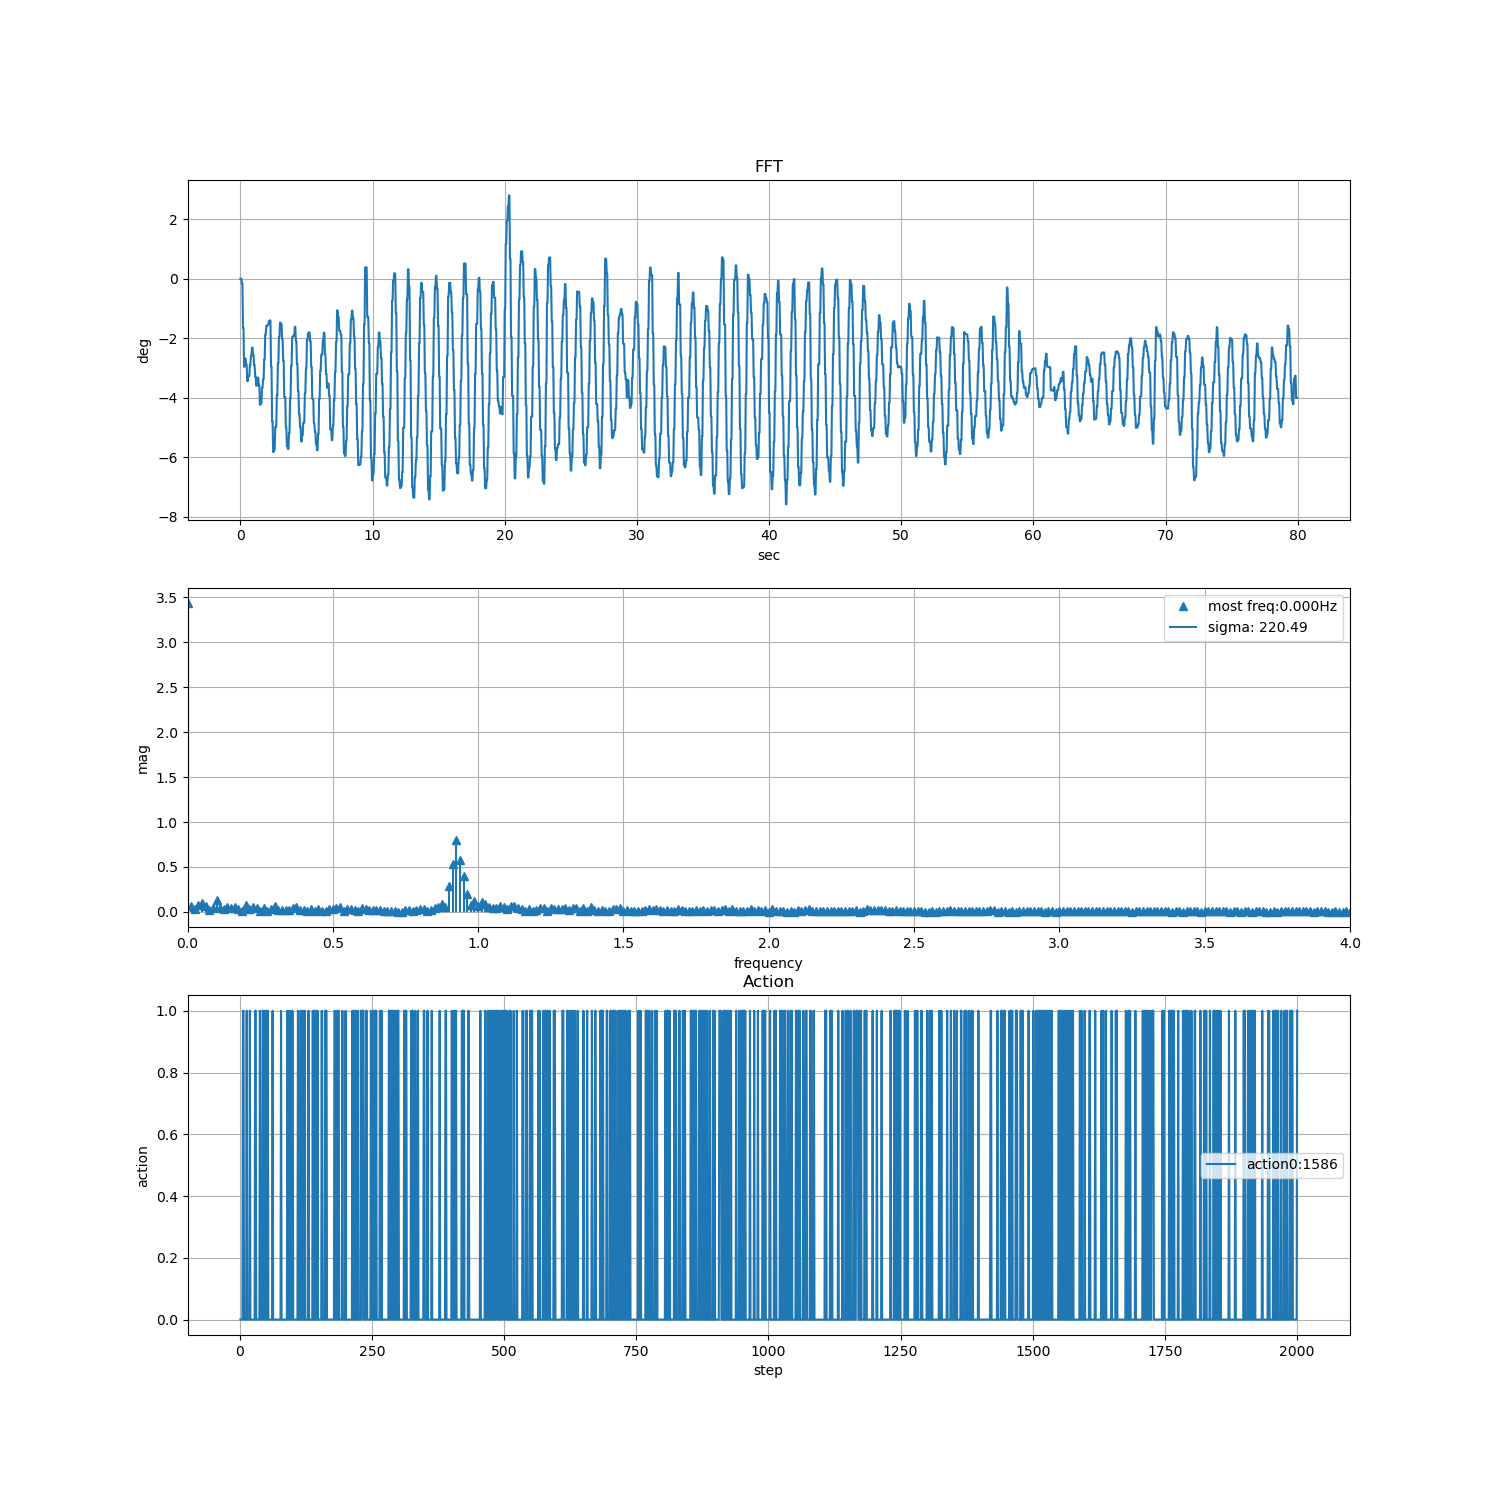 FFT
2
0
−2
−4
−6
−8
deg
0 10 20 30 40 50 60 70 80
sec
3.5
3.0
2.5
2.0
1.5
1.0
0.5
0.0
mag
most freq:0.000Hz
sigma: 220.49
0.0 0.5 1.0 1.5 2.0 2.5 3.0 3.5 4.0
frequency
Action
1.0
0.8
0.6
0.4
0.2
0.0
action
action0:1586
0 250 500 750 1000 1250 1500 1750 2000
step